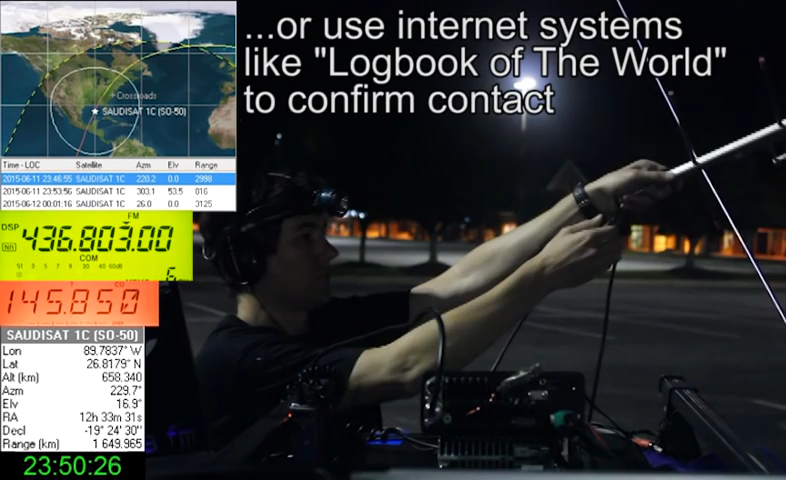 ...or use internet systems
like "Logbook of The World"
to confirm contact
Crossroads
SAUDISAT 1C (SO-50)
Time - LOC Satellite Azm Elv Range
2015-06-11 23:46:55 SAUDISAT 1C 220.2 0.0 2998
2015-06-11 23:53:56 SAUDISAT 1C 303.1 53.5 816
2015-06-12 00:01:16 SAUDISAT 1C 26.0 0.0 3125
FM
DSP
436.803.00
COM
145.850
SAUDISAT 1C (SO-50)
Lon 89.7837° W
Lat 26.8179° N
Alt (km) 658.340
Azm 229.7°
Elv 16.9°
RA 12h 33m 31s
Decl -19° 24' 30"
Range (km) 1 649.965
23:50:26